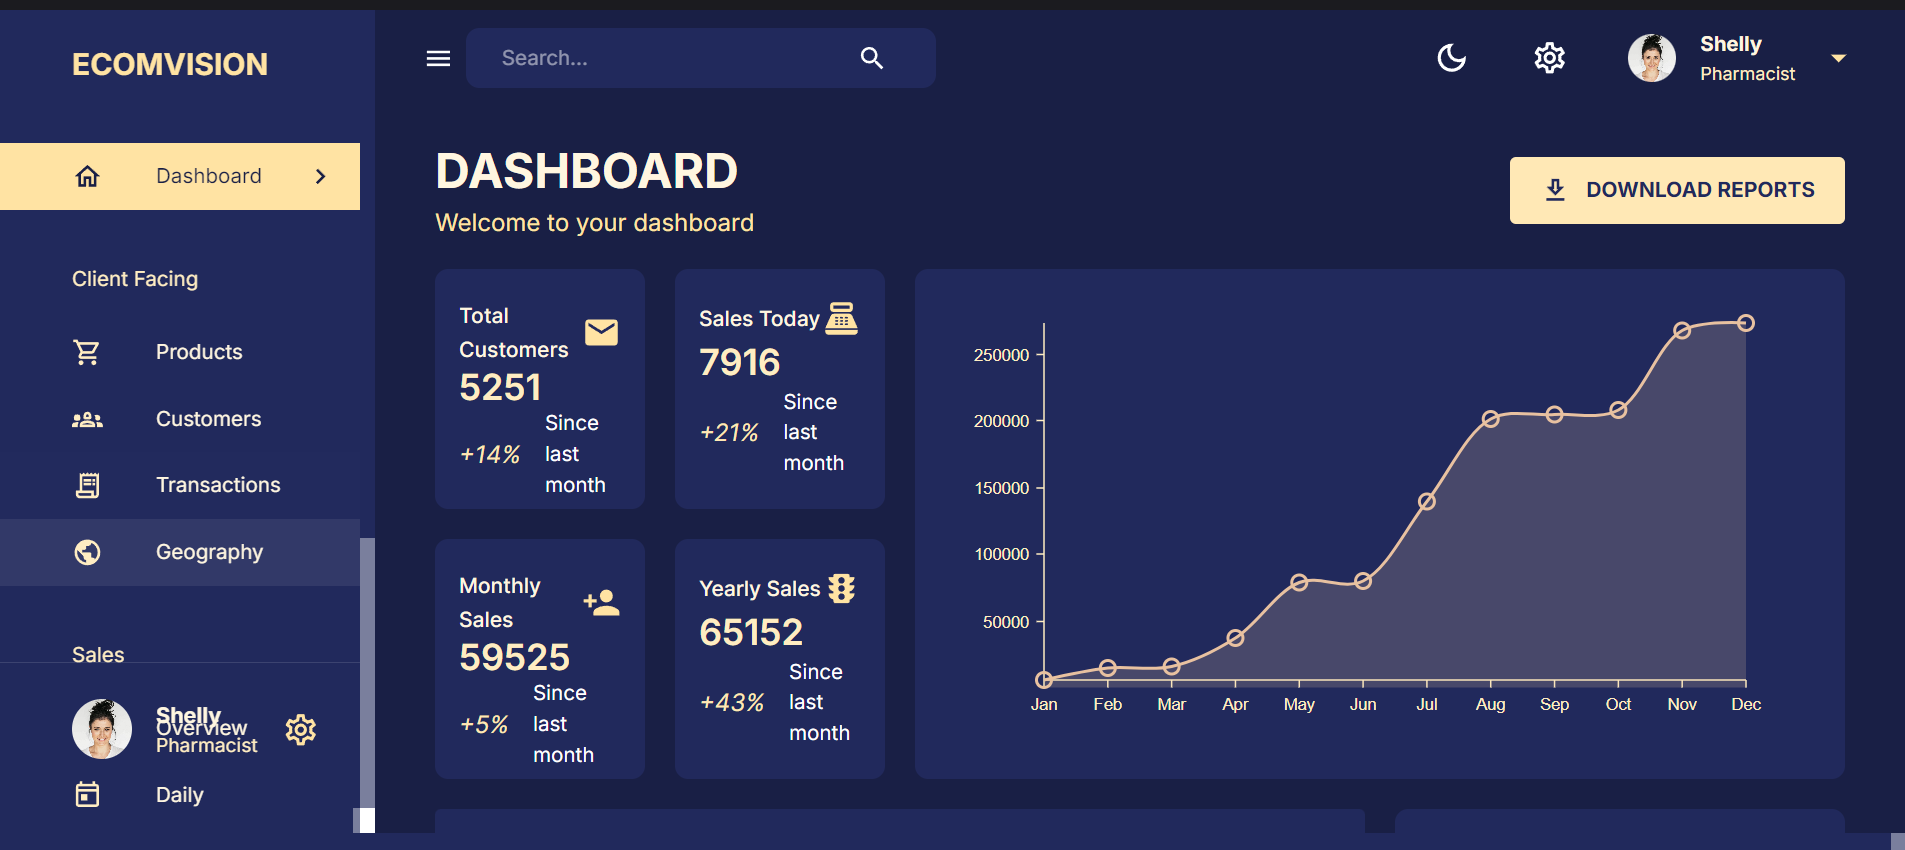 ECOMVISION
Search...
Shelly
Pharmacist
Dashboard
Client Facing
Products
Customers
Transactions
Geography
Sales
Shelly
Overview
Pharmacist
Daily
DASHBOARD
Welcome to your dashboard
DOWNLOAD REPORTS
Total
Customers
5251
+14%
Since
last
month
Sales Today
7916
+21%
Since
last
month
Monthly
Sales
59525
+5%
Since
last
month
Yearly Sales
65152
+43%
Since
last
month
250000
200000
150000
100000
50000
Jan Feb Mar Apr May Jun Jul Aug Sep Oct Nov Dec